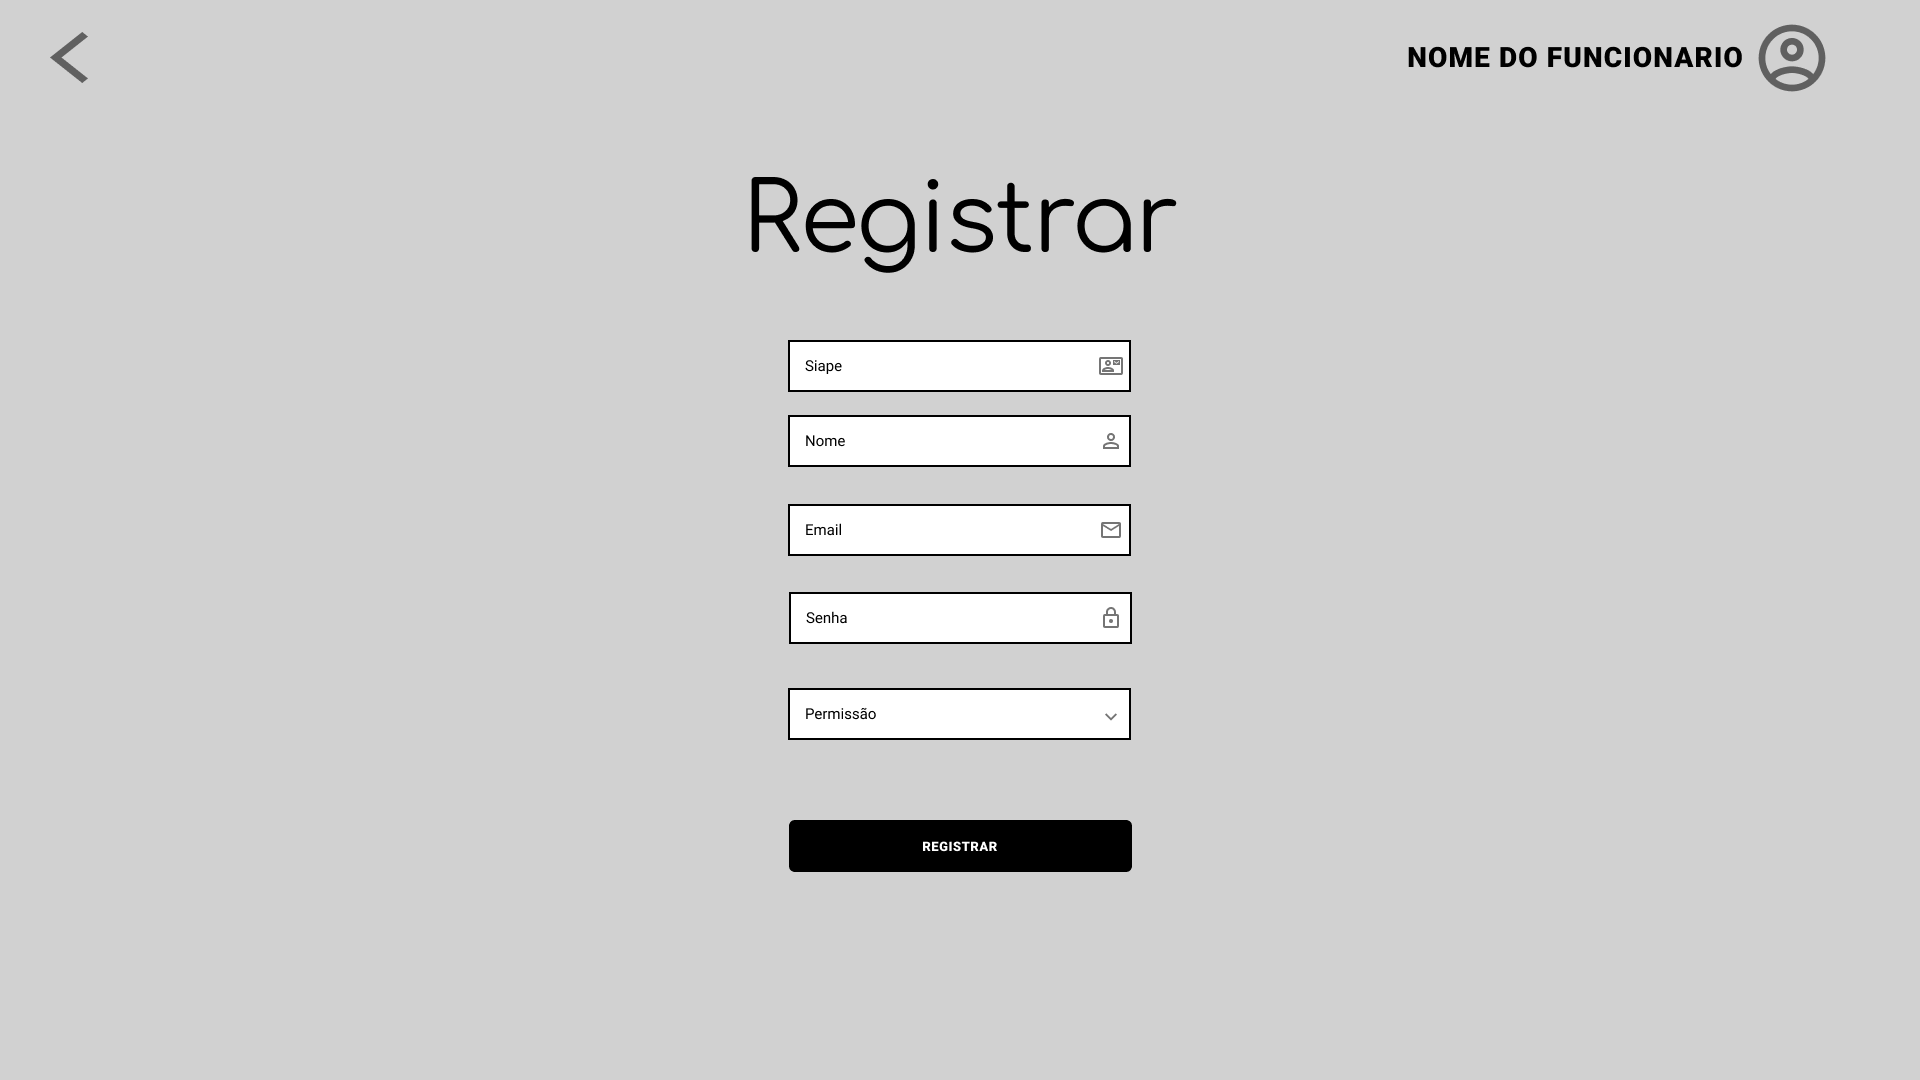 NOME DO FUNCIONARIO
Registrar
Siape
Nome
Email
Senha
Permissão
REGISTRAR